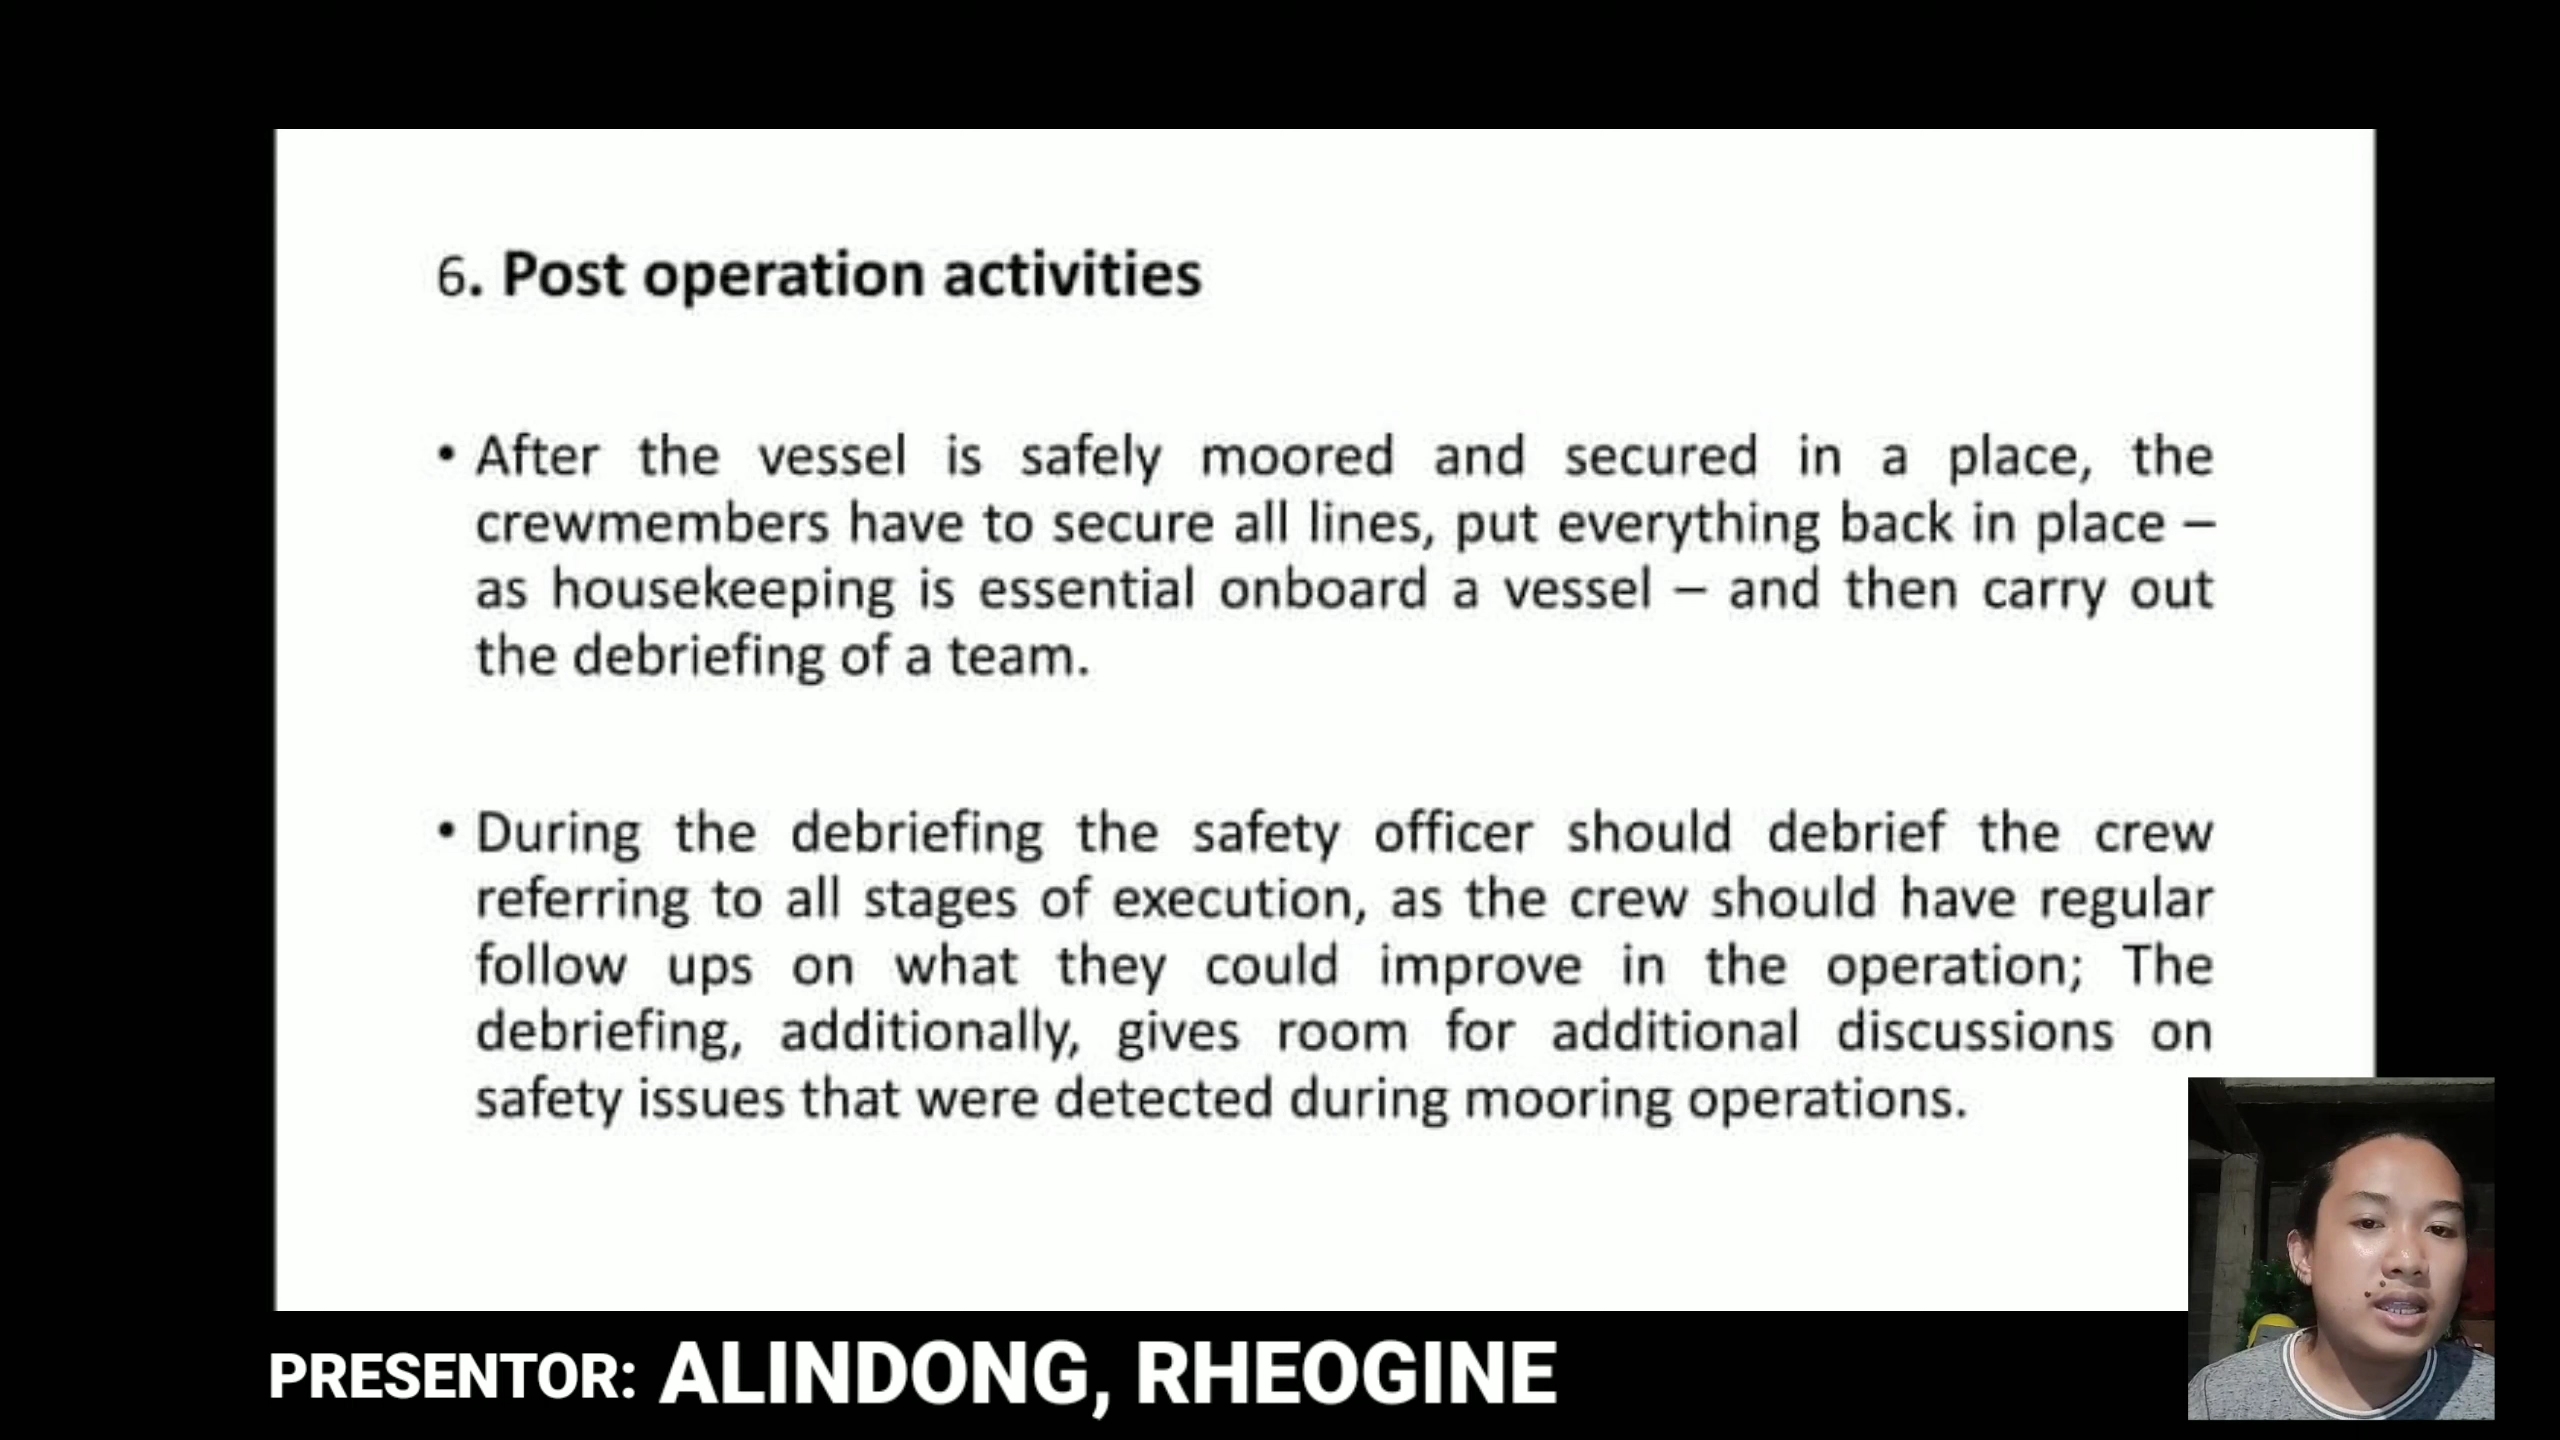 6. Post operation activities
• After the vessel is safely moored and secured in a place, the
crewmembers have to secure all lines, put everything back in place –
as housekeeping is essential onboard a vessel – and then carry out
the debriefing of a team.
• During the debriefing the safety officer should debrief the crew
referring to all stages of execution, as the crew should have regular
follow ups on what they could improve in the operation; The
debriefing, additionally, gives room for additional discussions on
safety issues that were detected during mooring operations.
PRESENTOR: ALINDONG, RHEOGINE